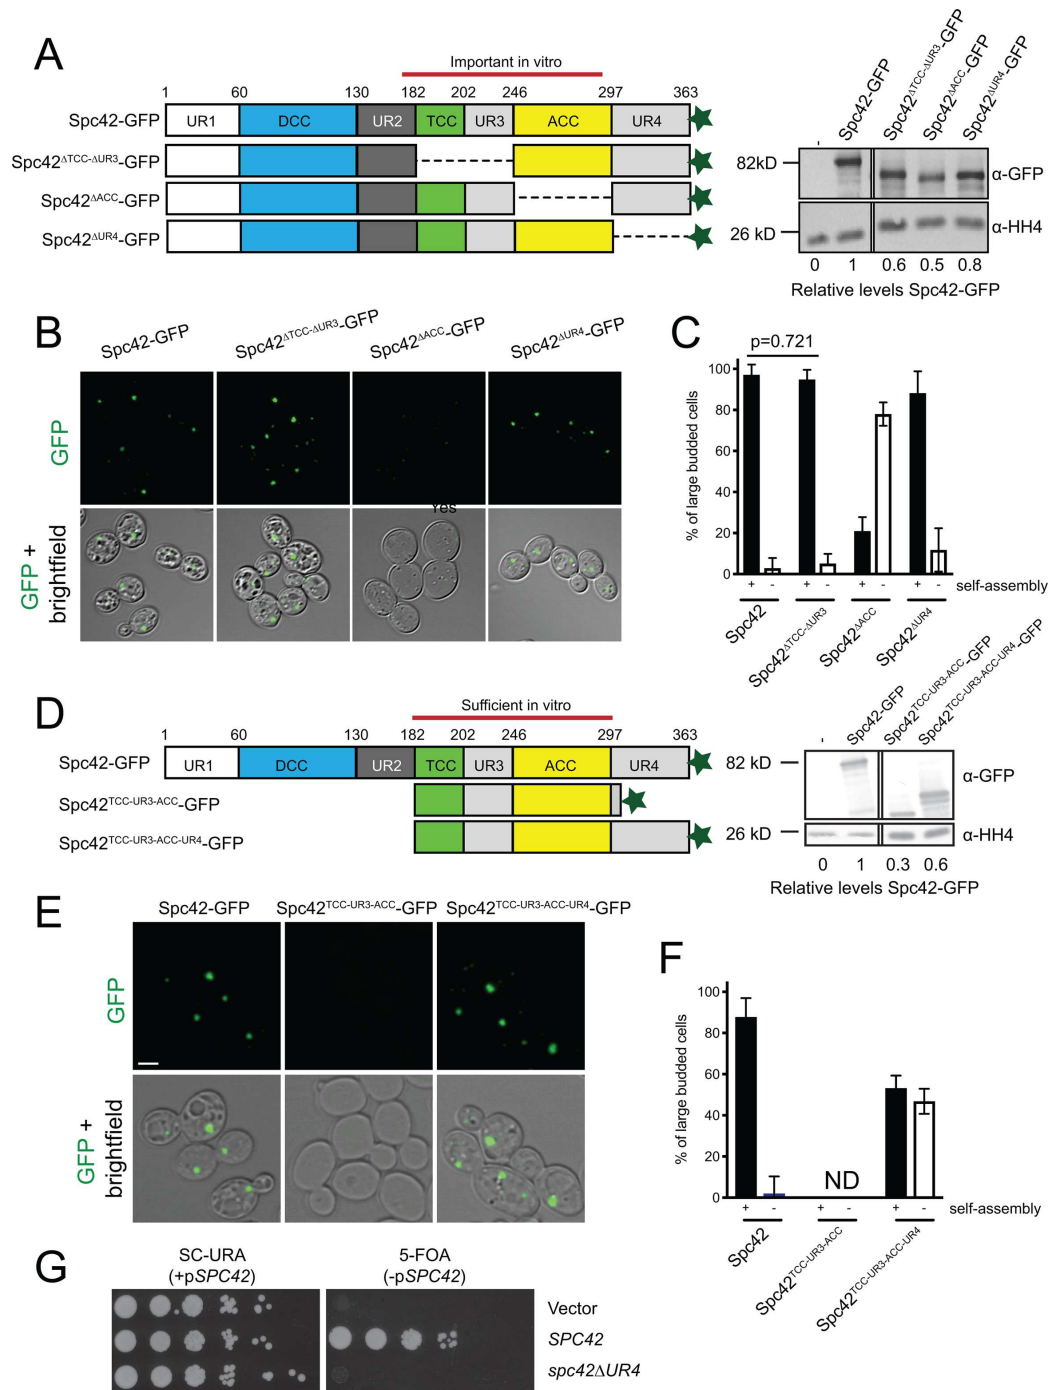 A
Important in vitro
1 60 130 182 202 246 297 363
Spc42-GFP UR1 DCC UR2 TCC UR3 ACC UR4
Spc42ΔTCC-ΔUR3-GFP
Spc42ΔACC-GFP
Spc42ΔUR4-GFP
- Spc42-GFP Spc42ΔTCC-ΔUR3-GFP Spc42ΔACC-GFP Spc42ΔUR4-GFP
82kD α-GFP
26 kD α-HH4
0 1 0.6 0.5 0.8
Relative levels Spc42-GFP
B
Spc42-GFP Spc42ΔTCC-ΔUR3-GFP Spc42ΔACC-GFP Spc42ΔUR4-GFP
GFP
Yes
GFP +
brightfield
C
p=0.721
% of large budded cells
100
80
60
40
20
0
+ - + - + - + - self-assembly
Spc42 Spc42ΔTCC-ΔUR3 Spc42ΔACC Spc42ΔUR4
D
Sufficient in vitro
1 60 130 182 202 246 297 363
Spc42-GFP UR1 DCC UR2 TCC UR3 ACC UR4
Spc42TCC-UR3-ACC-GFP
Spc42TCC-UR3-ACC-UR4-GFP
- Spc42-GFP Spc42TCC-UR3-ACC-GFP Spc42TCC-UR3-ACC-UR4-GFP
82 kD α-GFP
26 kD α-HH4
0 1 0.3 0.6
Relative levels Spc42-GFP
E
Spc42-GFP Spc42TCC-UR3-ACC-GFP Spc42TCC-UR3-ACC-UR4-GFP
GFP
GFP +
brightfield
F
% of large budded cells
100
80
60
40
20
0
ND
+ - + - + - self-assembly
Spc42 Spc42TCC-UR3-ACC Spc42TCC-UR3-ACC-UR4
G
SC-URA 5-FOA
(+pSPC42) (-pSPC42)
Vector
SPC42
spc42ΔUR4